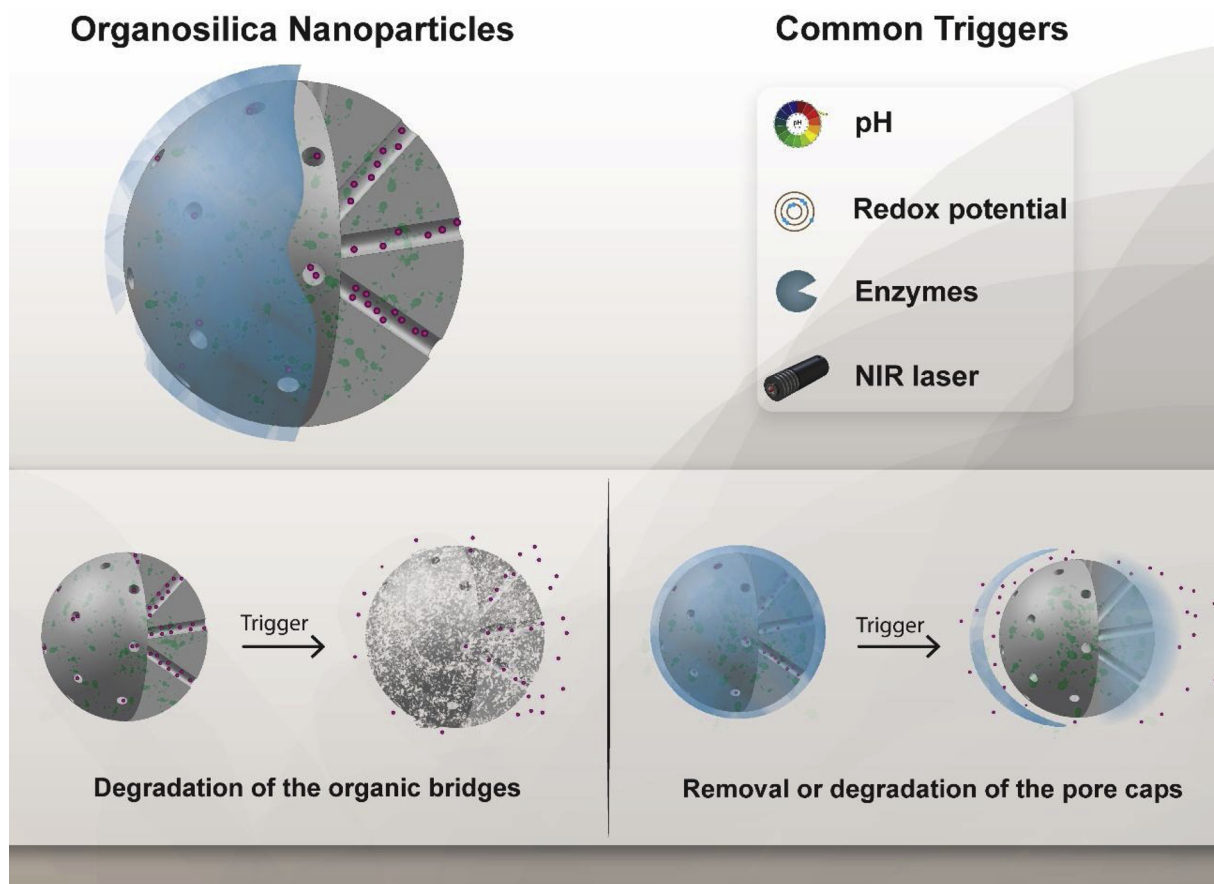 Organosilica Nanoparticles
Common Triggers
pH
pH
Redox potential
Enzymes
NIR laser
Trigger
Trigger
Degradation of the organic bridges
Removal or degradation of the pore caps